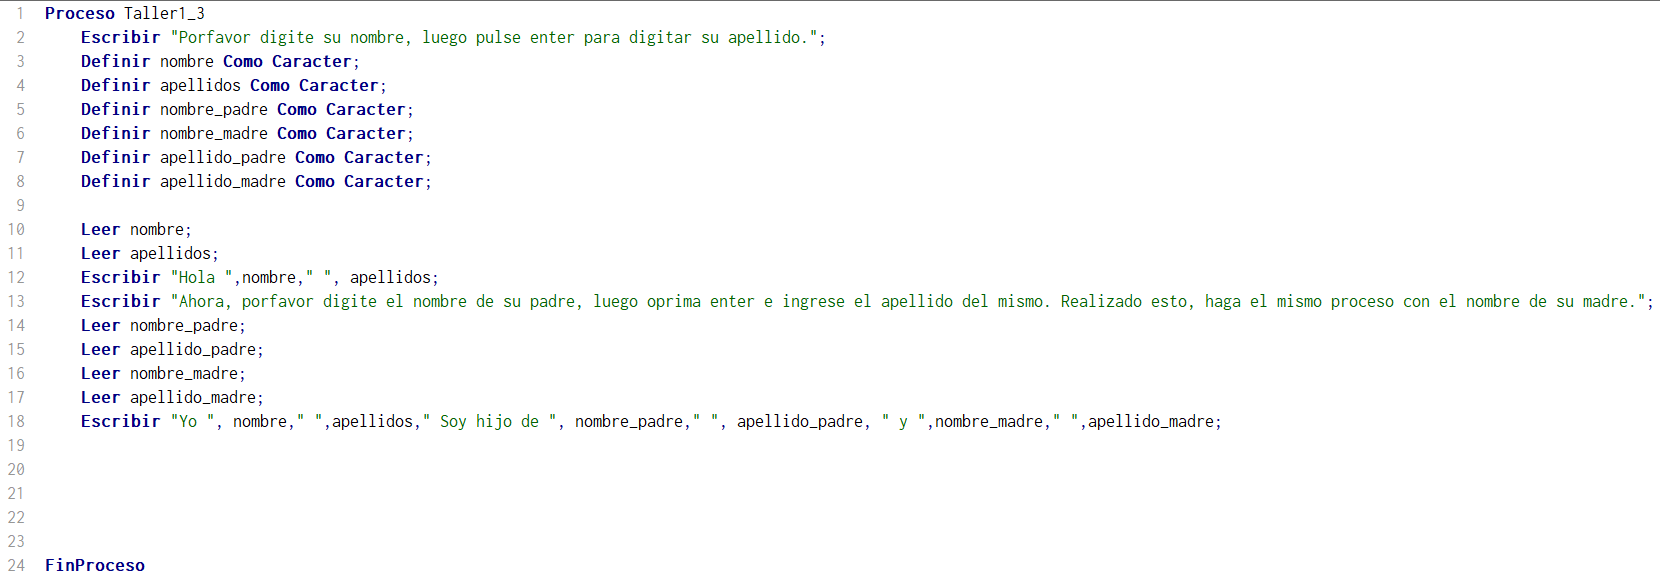 1 Proceso Taller1_3
2 Escribir "Porfavor digite su nombre, luego pulse enter para digitar su apellido.";
3 Definir nombre Como Caracter;
4 Definir apellidos Como Caracter;
5 Definir nombre_padre Como Caracter;
6 Definir nombre_madre Como Caracter;
7 Definir apellido_padre Como Caracter;
8 Definir apellido_madre Como Caracter;
9
10 Leer nombre;
11 Leer apellidos;
12 Escribir "Hola ",nombre," ", apellidos;
13 Escribir "Ahora, porfavor digite el nombre de su padre, luego oprima enter e ingrese el apellido del mismo. Realizado esto, haga el mismo proceso con el nombre de su madre.";
14 Leer nombre_padre;
15 Leer apellido_padre;
16 Leer nombre_madre;
17 Leer apellido_madre;
18 Escribir "Yo ", nombre," ",apellidos," Soy hijo de ", nombre_padre," ", apellido_padre, " y ",nombre_madre," ",apellido_madre;
19
20
21
22
23
24 FinProceso